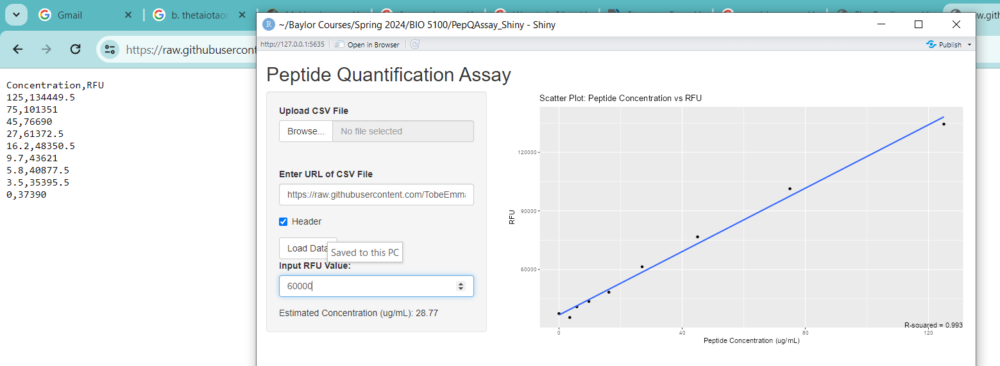 Gmail
b. thetaiotao
https://raw.githubusercont
Concentration,RFU
125,134449.5
75,101351
45,76690
27,61372.5
16.2,48350.5
9.7,43621
5.8,40877.5
3.5,35395.5
0,37390
~/Baylor Courses/Spring 2024/BIO 5100/PepQAssay_Shiny - Shiny
http://127.0.0.1:5635
Open in Browser
Publish
Peptide Quantification Assay
Upload CSV File
Browse... No file selected
Enter URL of CSV File
https://raw.githubusercontent.com/TobeEmma
Header
Load Data
Saved to this PC
Input RFU Value:
60000
Estimated Concentration (ug/mL): 28.77
Scatter Plot: Peptide Concentration vs RFU
RFU
120000
90000
60000
R-squared = 0.993
0 40 80 120
Peptide Concentration (ug/mL)